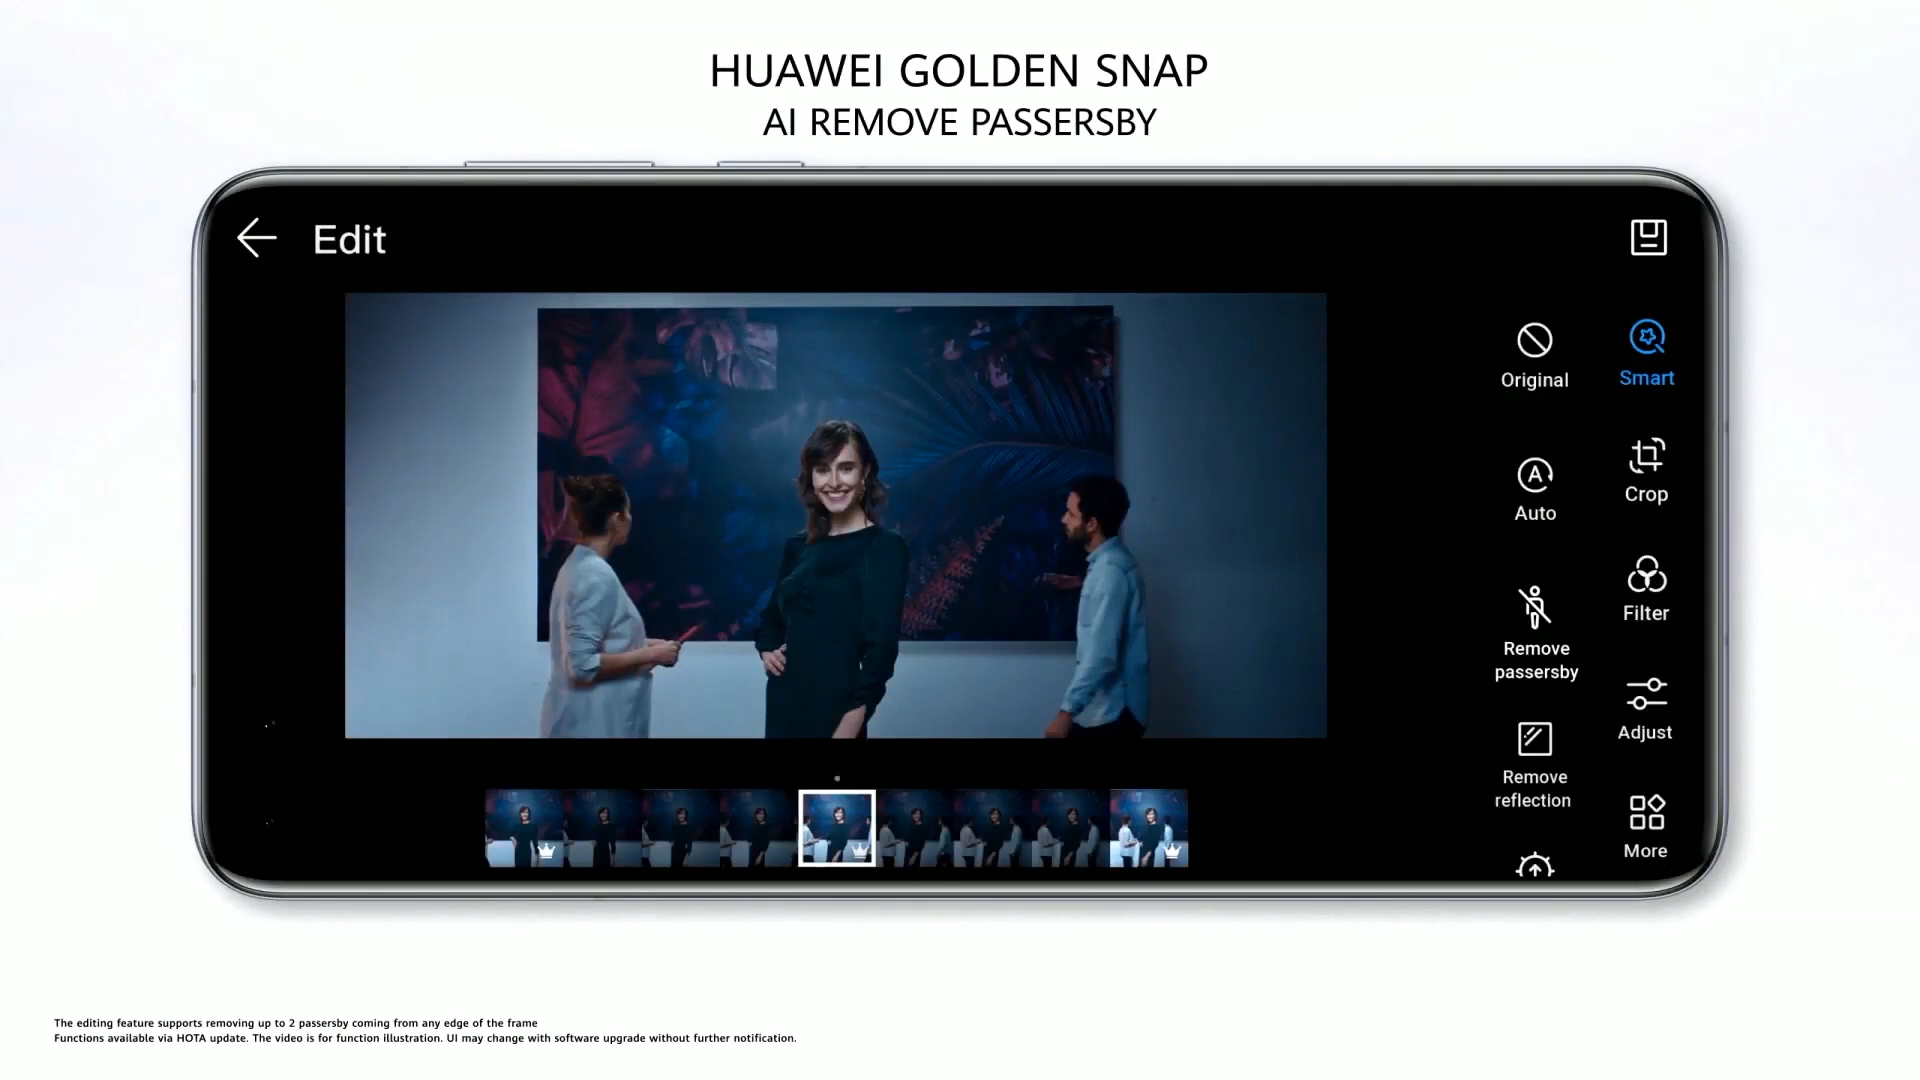 HUAWEI GOLDEN SNAP
AI REMOVE PASSERSBY
Edit
Original
Smart
Auto
Crop
Remove
passersby
Filter
Remove
reflection
Adjust
More
The editing feature supports removing up to 2 passersby coming from any edge of the frame
Functions available via HOTA update. The video is for function illustration. UI may change with software upgrade without further notification.